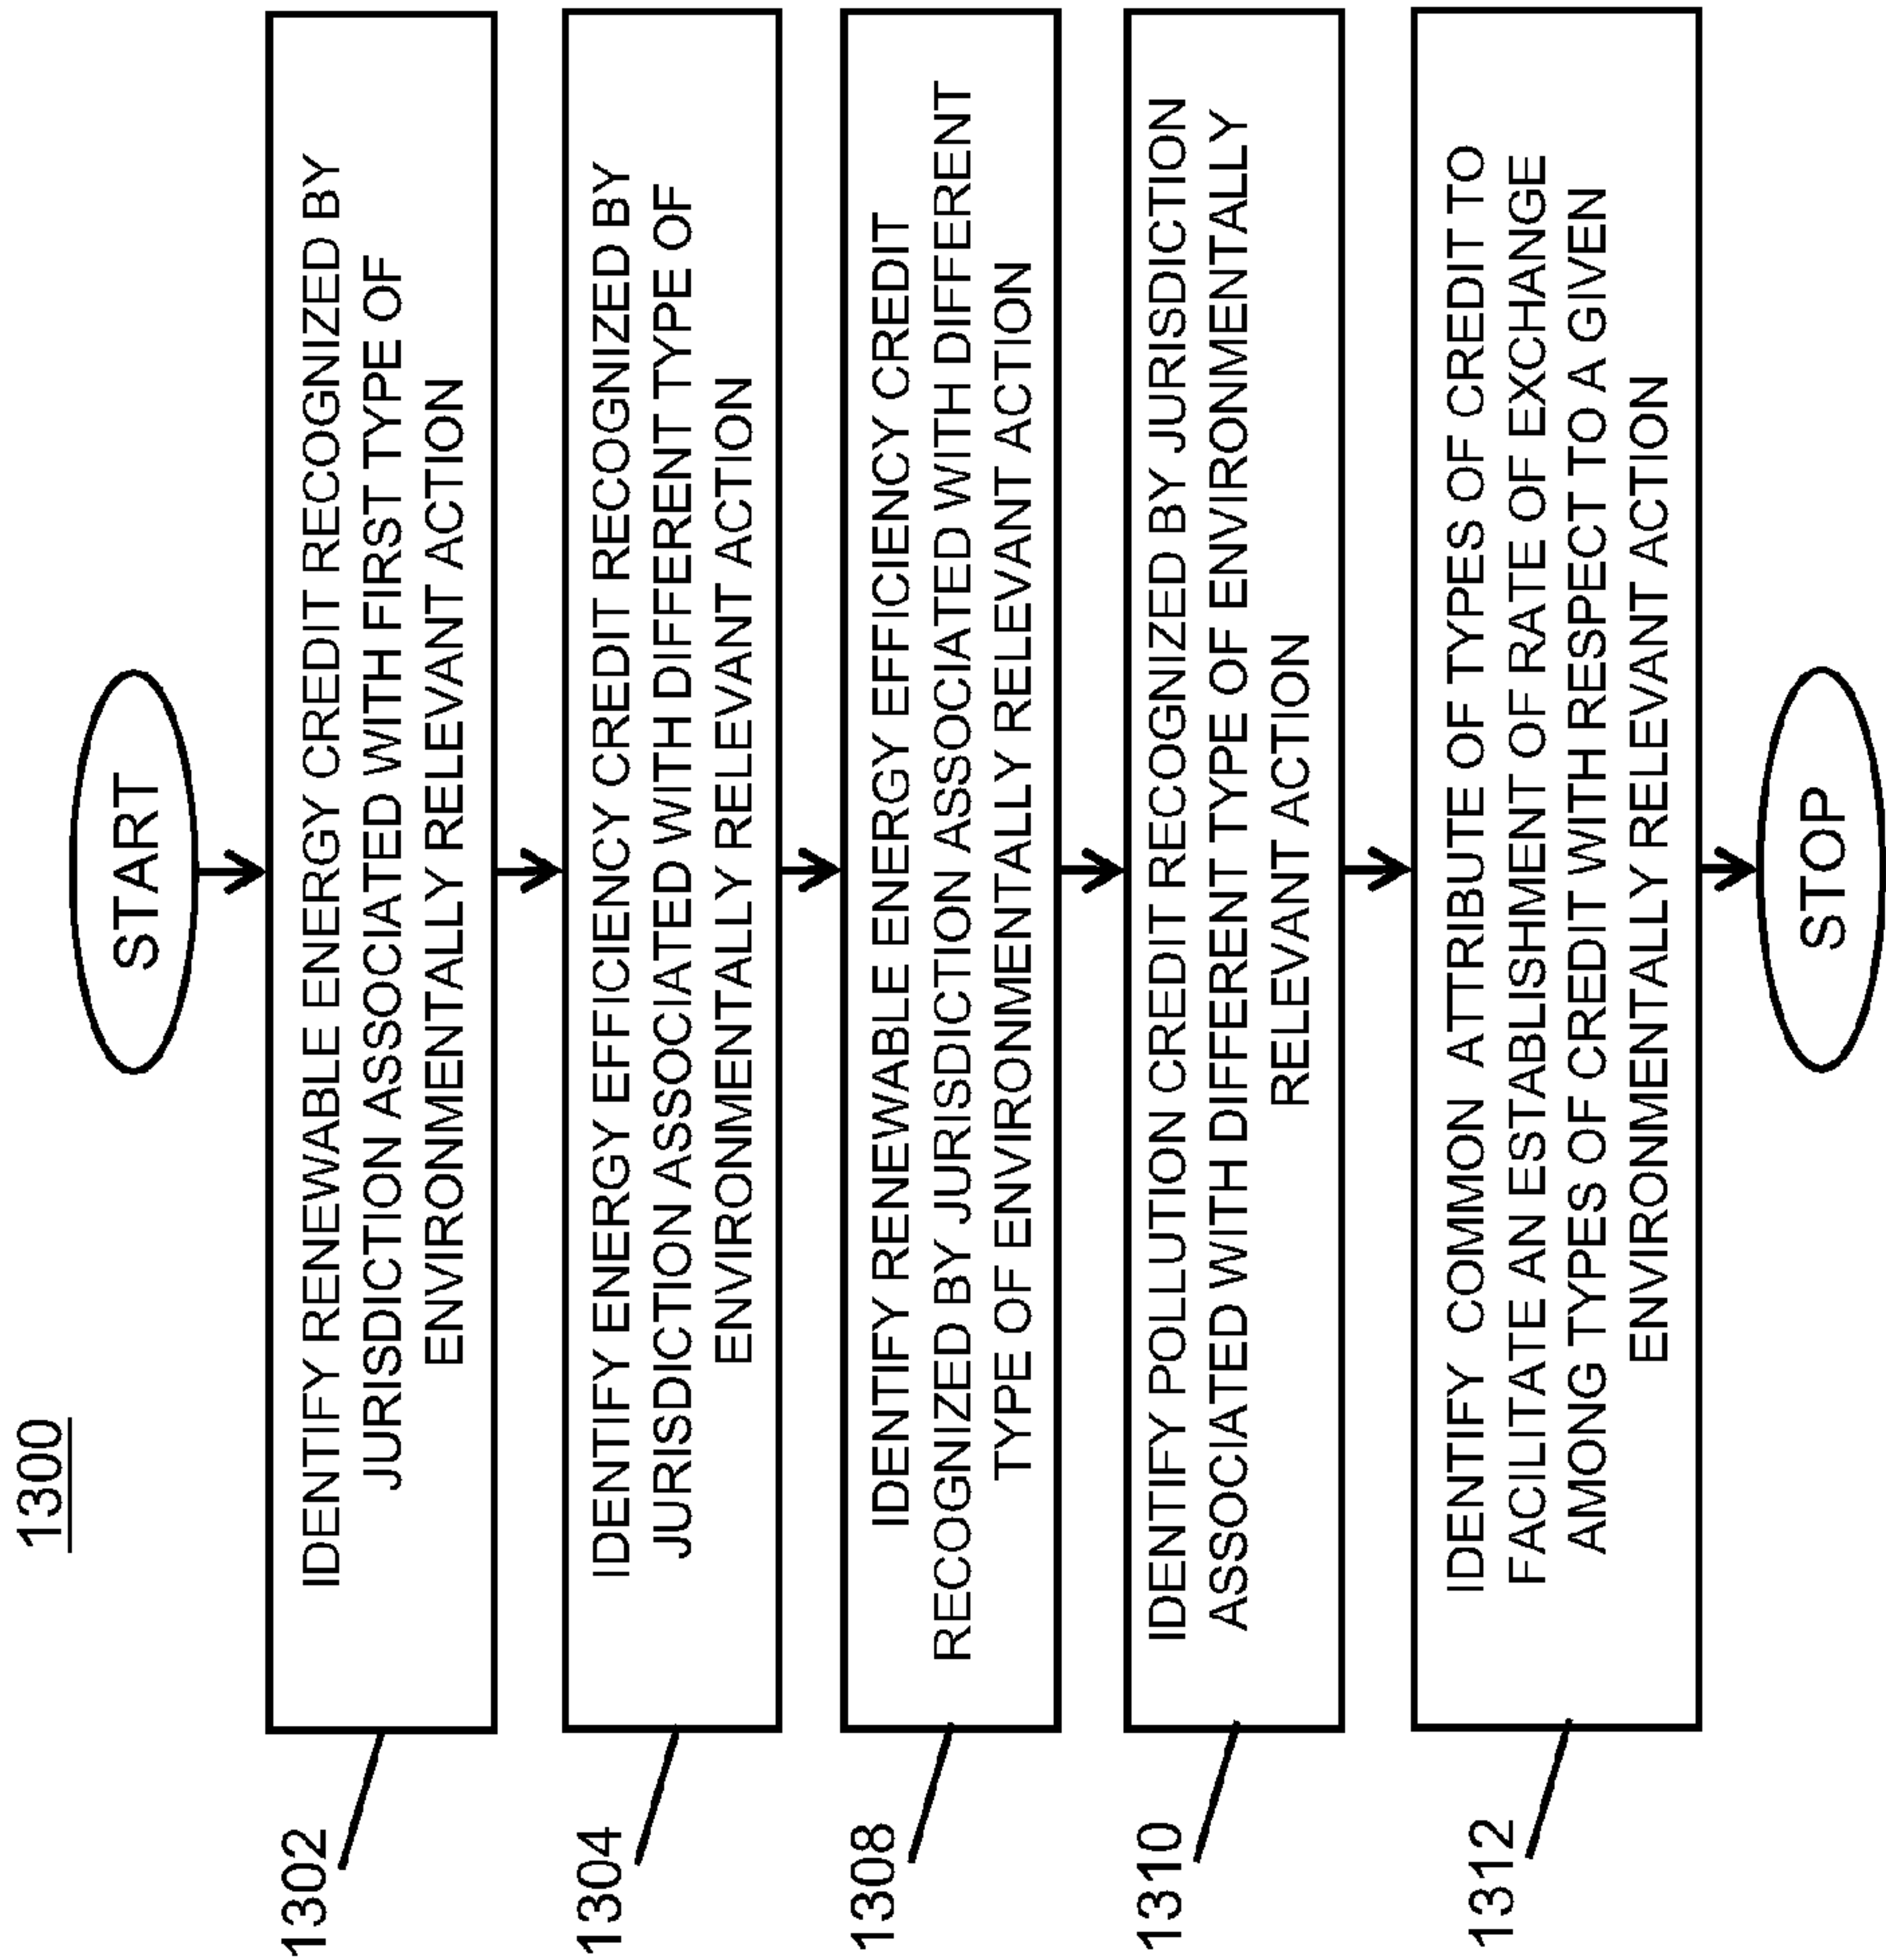 1300
START
1302
IDENTIFY RENEWABLE ENERGY CREDIT RECOGNIZED BY
JURISDICTION ASSOCIATED WITH FIRST TYPE OF
ENVIRONMENTALLY RELEVANT ACTION
1304
IDENTIFY ENERGY EFFICIENCY CREDIT RECOGNIZED BY
JURISDICTION ASSOCIATED WITH DIFFERENT TYPE OF
ENVIRONMENTALLY RELEVANT ACTION
1308
IDENTIFY RENEWABLE ENERGY EFFICIENCY CREDIT
RECOGNIZED BY JURISDICTION ASSOCIATED WITH DIFFERENT
TYPE OF ENVIRONMENTALLY RELEVANT ACTION
1310
IDENTIFY POLLUTION CREDIT RECOGNIZED BY JURISDICTION
ASSOCIATED WITH DIFFERENT TYPE OF ENVIRONMENTALLY
RELEVANT ACTION
1312
IDENTIFY COMMON ATTRIBUTE OF TYPES OF CREDIT TO
FACILITATE AN ESTABLISHMENT OF RATE OF EXCHANGE
AMONG TYPES OF CREDIT WITH RESPECT TO A GIVEN
ENVIRONMENTALLY RELEVANT ACTION
STOP